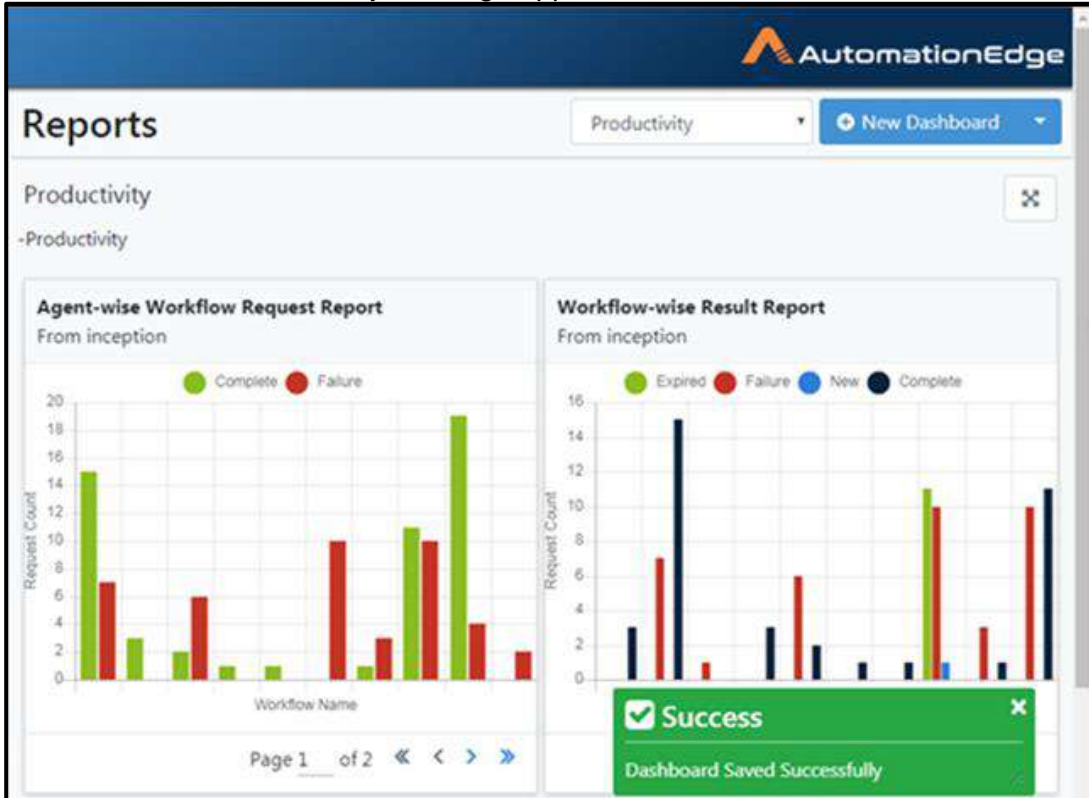 AutomationEdge
Reports
Productivity
New Dashboard
Productivity
-Productivity
Agent-wise Workflow Request Report
From inception
Complete Failure
20
18
16
14
12
10
8
6
4
2
0
Request Count
Workflow Name
Page 1 of 2
Workflow-wise Result Report
From inception
Expired Failure New Complete
16
14
12
10
8
6
4
2
0
Request Count
Success
Dashboard Saved Successfully